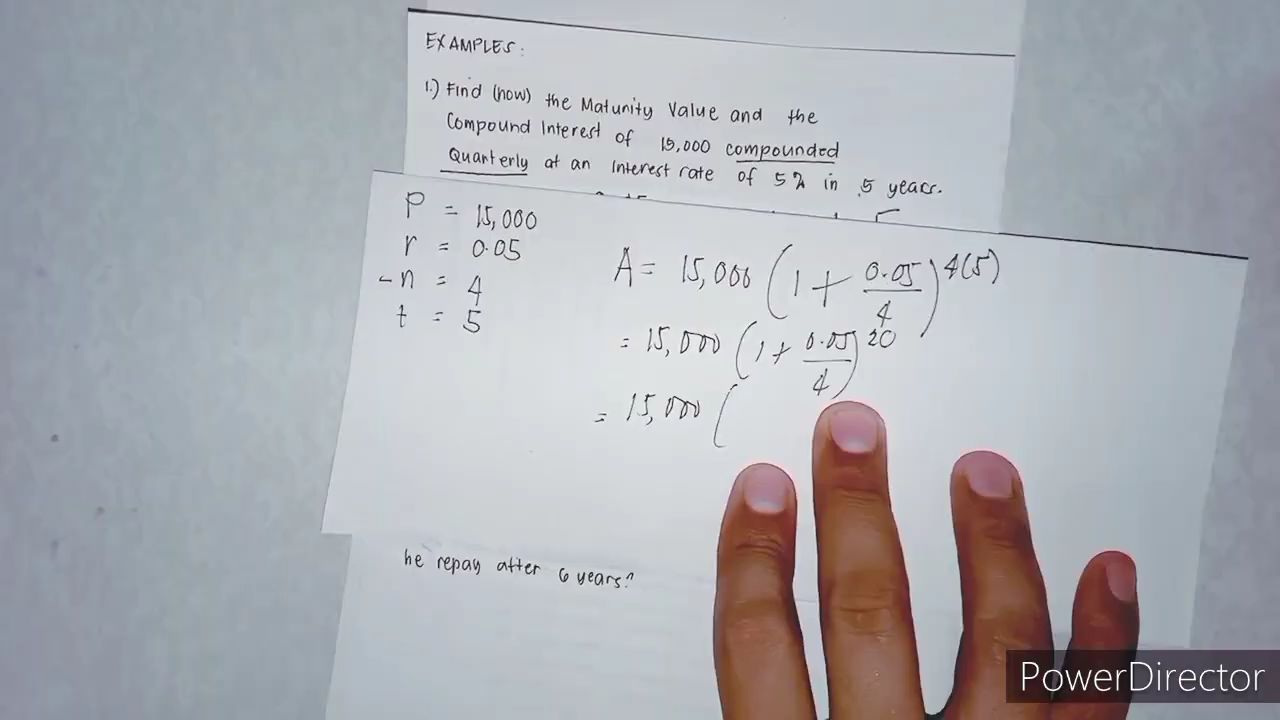 EXAMPLES:
1.) Find (how) the Maturity Value and the
Compound Interest of 15,000 compounded
Quarterly at an interest rate of 5% in 5 years.
P = 15,000
r = 0.05
n = 4
t = 5
A = 15,000 (1 + 0.05/4)^4(5)
= 15,000 (1 + 0.05/4)^20
= 15,000 (
he repay after 6 years?
PowerDirector